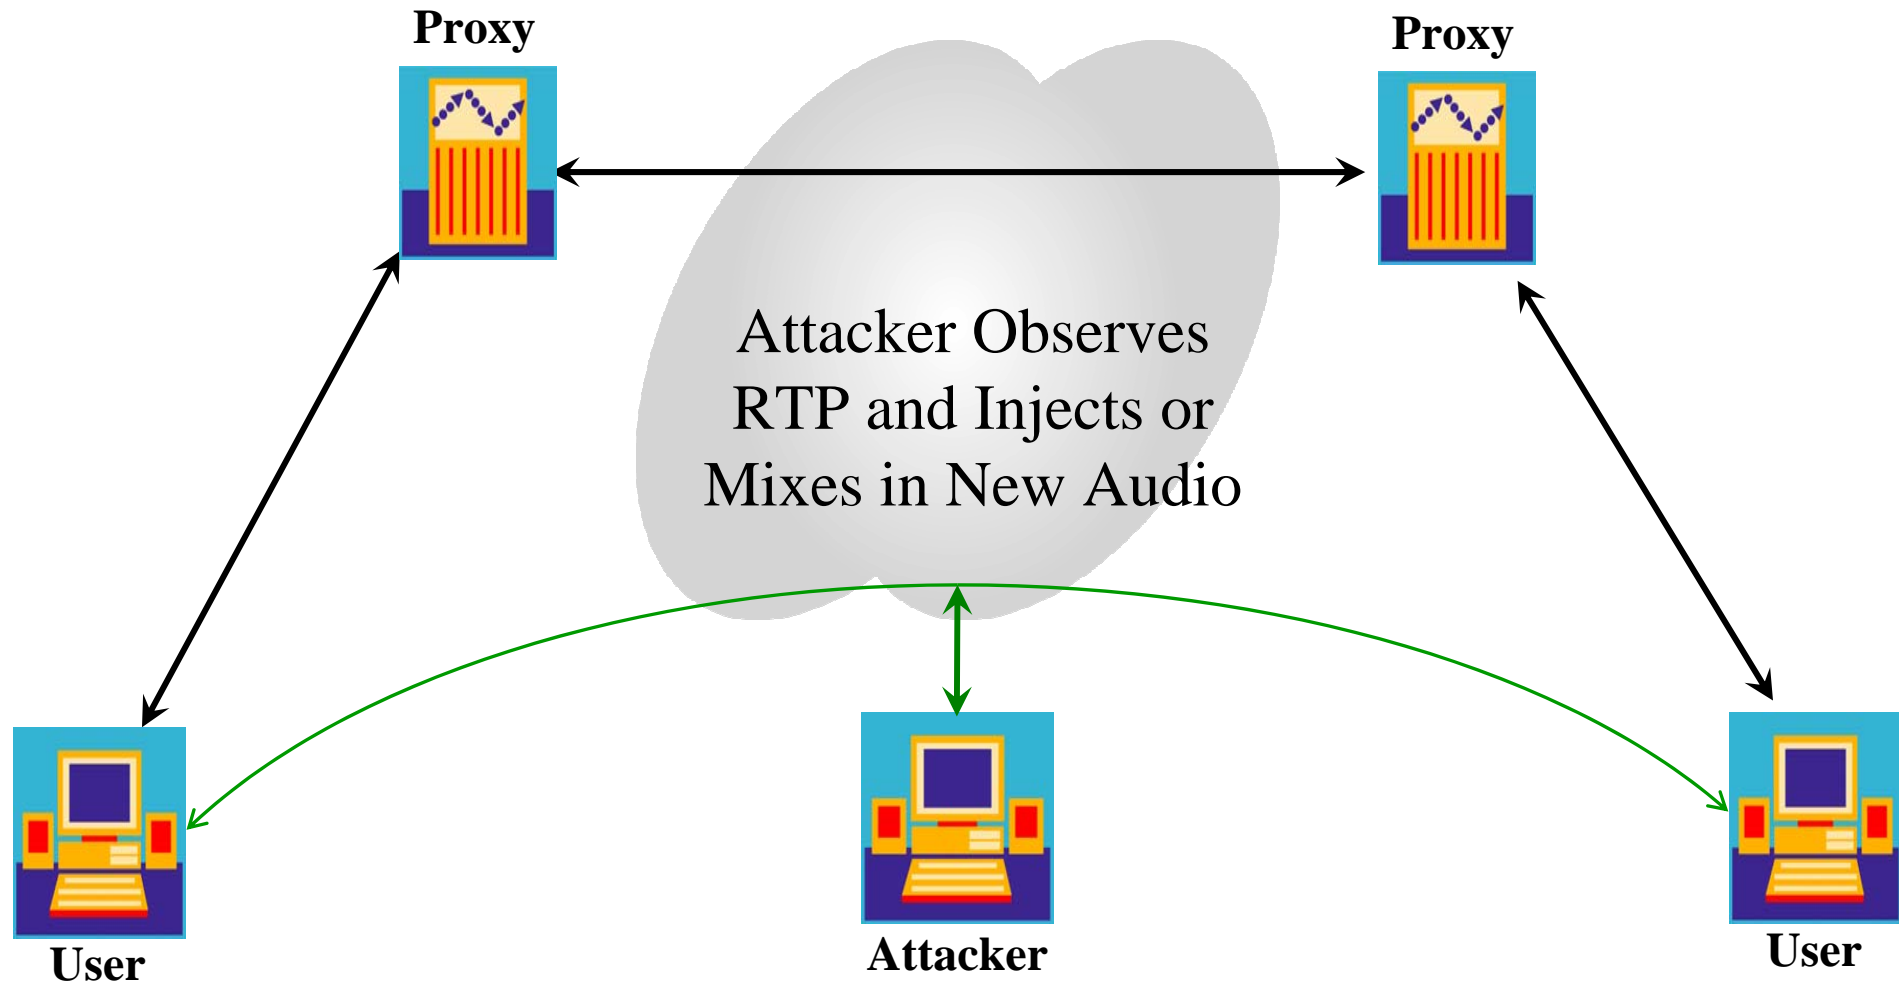 Proxy
Proxy
Attacker Observes
RTP and Injects or
Mixes in New Audio
User
Attacker
User